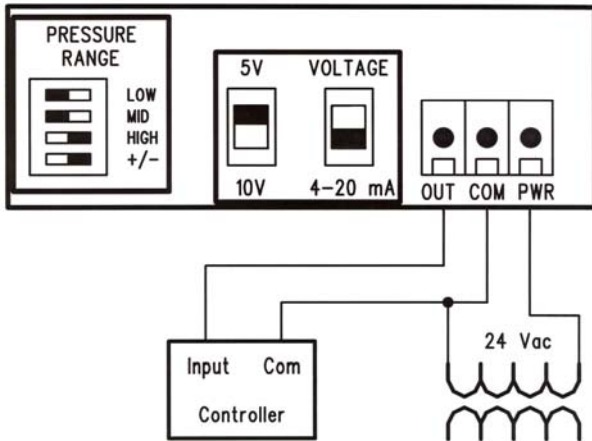 PRESSURE
RANGE
LOW
MID
HIGH
+/-
5V
VOLTAGE
10V
4-20 mA
OUT COM PWR
24 Vac
Input Com
Controller